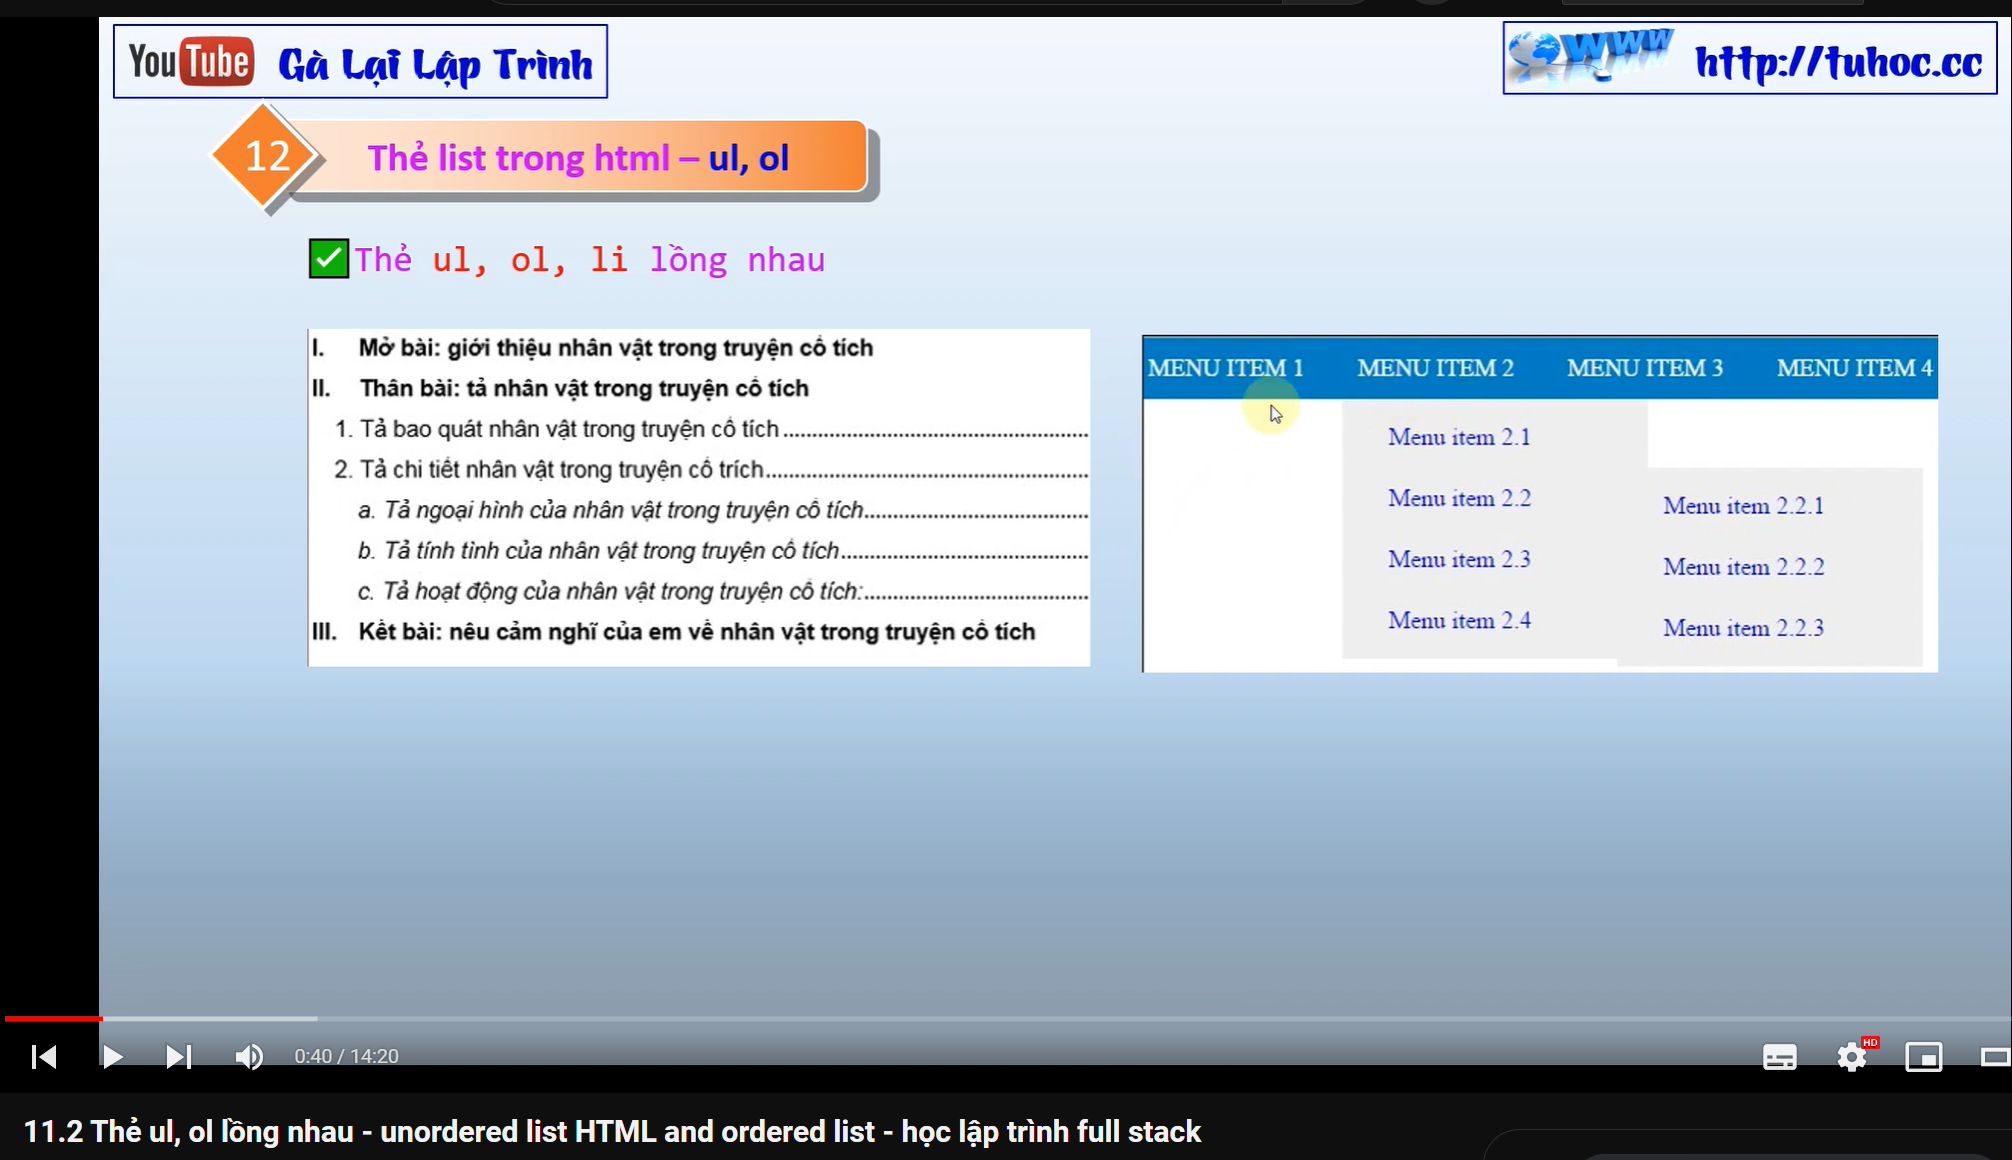 YouTube Gà Lại Lập Trình
WWW http://tuhoc.cc
12 Thẻ list trong html – ul, ol
Thẻ ul, ol, li lồng nhau
I. Mở bài: giới thiệu nhân vật trong truyện cổ tích
II. Thân bài: tả nhân vật trong truyện cổ tích
1. Tả bao quát nhân vật trong truyện cổ tích
2. Tả chi tiết nhân vật trong truyện cổ trích
a. Tả ngoại hình của nhân vật trong truyện cổ tích
b. Tả tính tình của nhân vật trong truyện cổ tích
c. Tả hoạt động của nhân vật trong truyện cổ tích:
III. Kết bài: nêu cảm nghĩ của em về nhân vật trong truyện cổ tích
MENU ITEM 1 MENU ITEM 2 MENU ITEM 3 MENU ITEM 4
Menu item 2.1
Menu item 2.2
Menu item 2.3
Menu item 2.4
Menu item 2.2.1
Menu item 2.2.2
Menu item 2.2.3
0:40 / 14:20
HD
11.2 Thẻ ul, ol lồng nhau - unordered list HTML and ordered list - học lập trình full stack